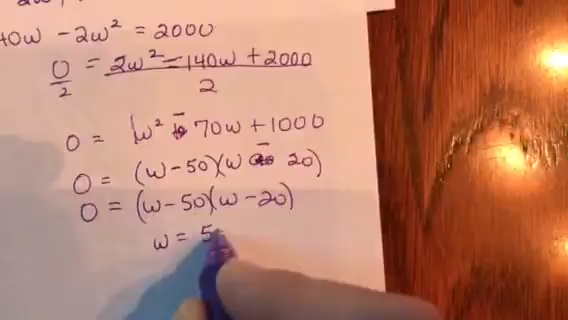 40w - 2w² = 2000
0/2 = 2w² - 140w + 2000 / 2
0 = 1w² - 70w + 1000
0 = (w - 50)(w - 20)
0 = (w - 50)(w - 20)
w = 5